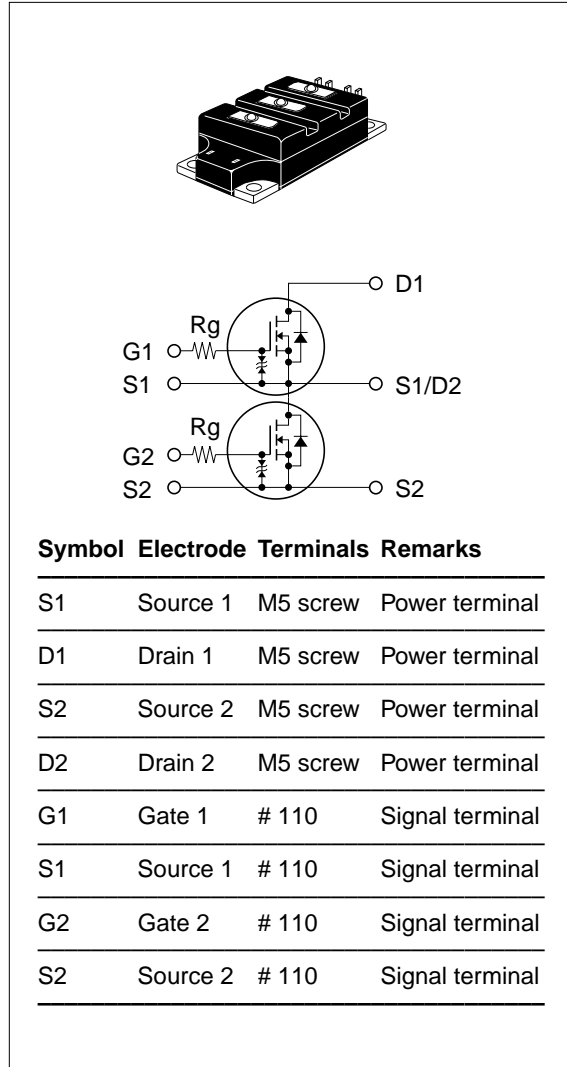 D1
Rg
G1
S1 S1/D2
Rg
G2
S2 S2
Symbol Electrode Terminals Remarks
S1 Source 1 M5 screw Power terminal
D1 Drain 1 M5 screw Power terminal
S2 Source 2 M5 screw Power terminal
D2 Drain 2 M5 screw Power terminal
G1 Gate 1 # 110 Signal terminal
S1 Source 1 # 110 Signal terminal
G2 Gate 2 # 110 Signal terminal
S2 Source 2 # 110 Signal terminal